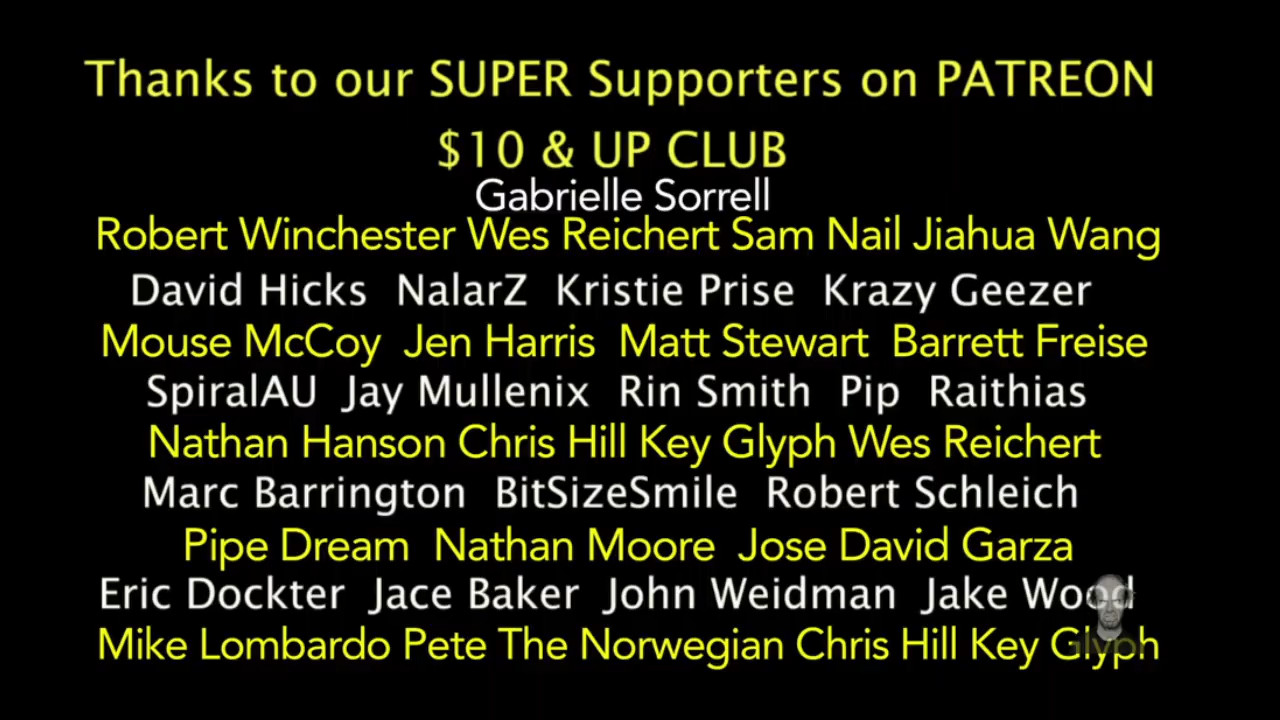 Thanks to our SUPER Supporters on PATREON
$10 & UP CLUB
Gabrielle Sorrell
Robert Winchester Wes Reichert Sam Nail Jiahua Wang
David Hicks NalarZ Kristie Prise Krazy Geezer
Mouse McCoy Jen Harris Matt Stewart Barrett Freise
SpiralAU Jay Mullenix Rin Smith Pip Raithias
Nathan Hanson Chris Hill Key Glyph Wes Reichert
Marc Barrington BitSizeSmile Robert Schleich
Pipe Dream Nathan Moore Jose David Garza
Eric Dockter Jace Baker John Weidman Jake Wood
Mike Lombardo Pete The Norwegian Chris Hill Key Glyph